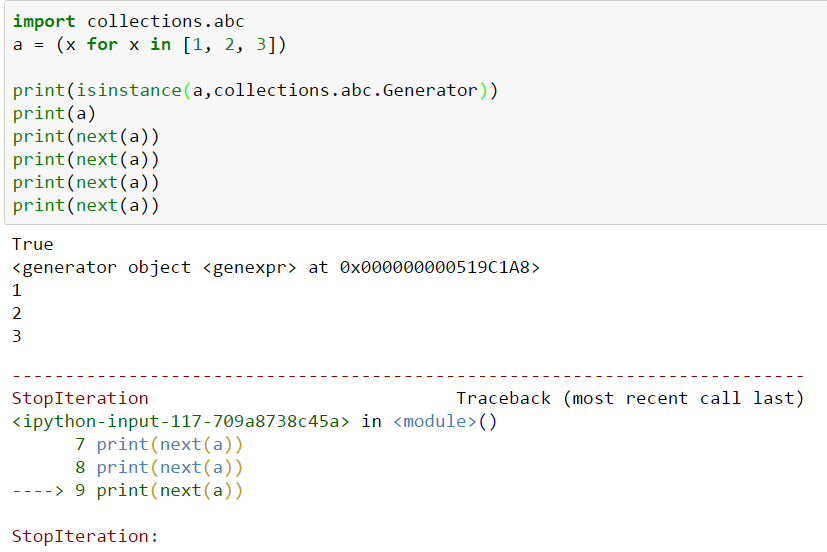 import collections.abc
a = (x for x in [1, 2, 3])
print(isinstance(a,collections.abc.Generator))
print(a)
print(next(a))
print(next(a))
print(next(a))
print(next(a))
True
<generator object <genexpr> at 0x000000000519C1A8>
1
2
3
---------------------------------------------------------------------------
StopIteration                             Traceback (most recent call last)
<ipython-input-117-709a8738c45a> in <module>()
      7 print(next(a))
      8 print(next(a))
----> 9 print(next(a))
StopIteration: